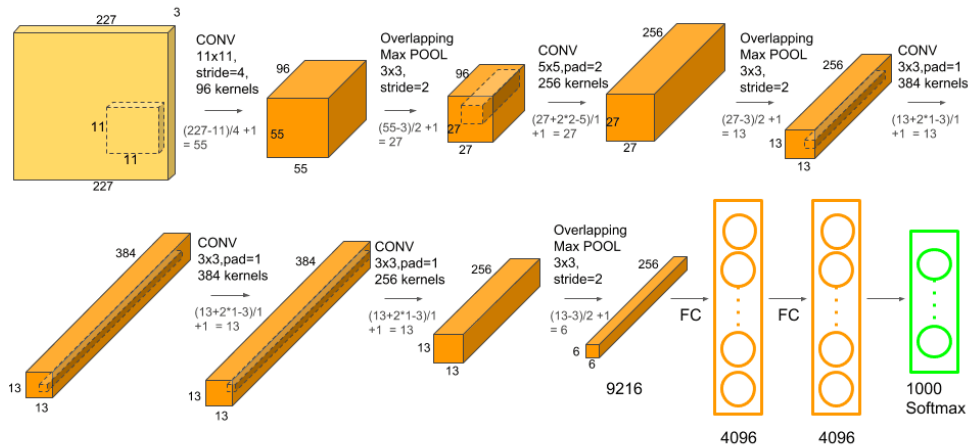 227
3
11
11
227
CONV
11x11,
stride=4,
96 kernels
(227-11)/4 +1
= 55
96
55
55
Overlapping
Max POOL
3x3,
stride=2
(55-3)/2 +1
= 27
96
27
27
CONV
5x5,pad=2
256 kernels
(27+2*2-5)/1
+1 = 27
256
27
27
Overlapping
Max POOL
3x3,
stride=2
(27-3)/2 +1
= 13
256
13
13
CONV
3x3,pad=1
384 kernels
(13+2*1-3)/1
+1 = 13
384
13
13
CONV
3x3,pad=1
384 kernels
(13+2*1-3)/1
+1 = 13
384
13
13
CONV
3x3,pad=1
256 kernels
(13+2*1-3)/1
+1 = 13
256
13
13
Overlapping
Max POOL
3x3,
stride=2
(13-3)/2 +1
= 6
256
6
6
9216
FC
4096
FC
4096
1000
Softmax